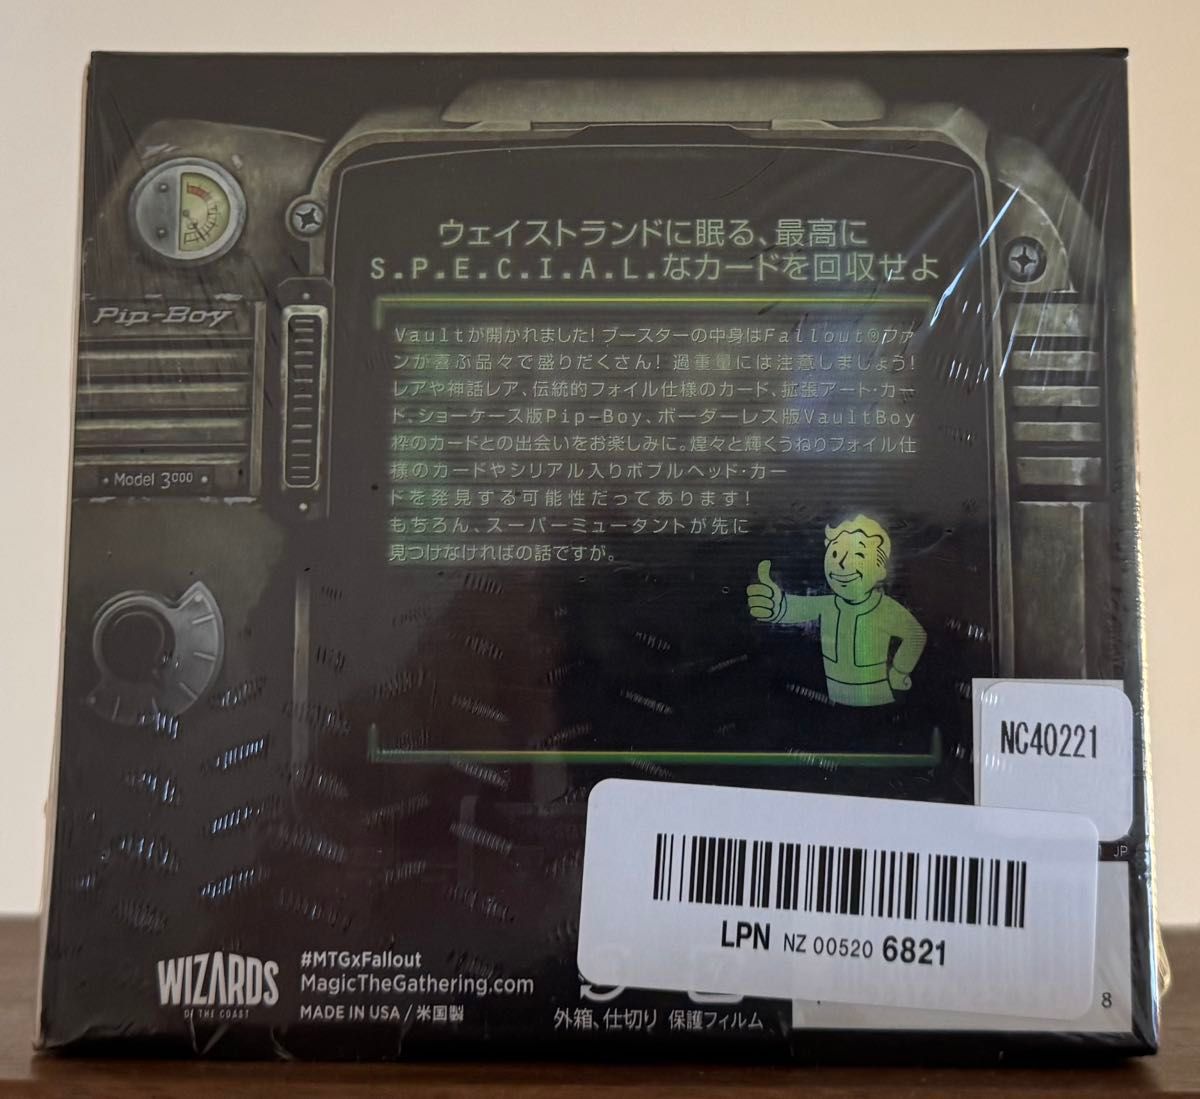 ウェイストランドに眠る、最高に
S.P.E.C.I.A.L.なカードを回収せよ
Pip-Boy
Vaultが開かれました!ブースターの中身はFallout®ファ
ンが喜ぶ品々で盛りだくさん!過重量には注意しましょう!
レアや神話レア、伝統的フォイル仕様のカード、拡張アート・カー
ド、ショーケース版Pip-Boy、ボーダーレス版VaultBoy
枠のカードとの出会いをお楽しみに。煌々と輝くうねりフォイル仕
様のカードやシリアル入りボブルヘッド・カー
ドを発見する可能性だってあります!
もちろん、スーパーミュータントが先に
見つけなければの話ですが。
Model 3000
NC40221
JP
LPN NZ 00520 6821
WIZARDS
OF THE COAST
#MTGxFallout
MagicTheGathering.com
MADE IN USA / 米国製
外箱、仕切り 保護フィルム
8